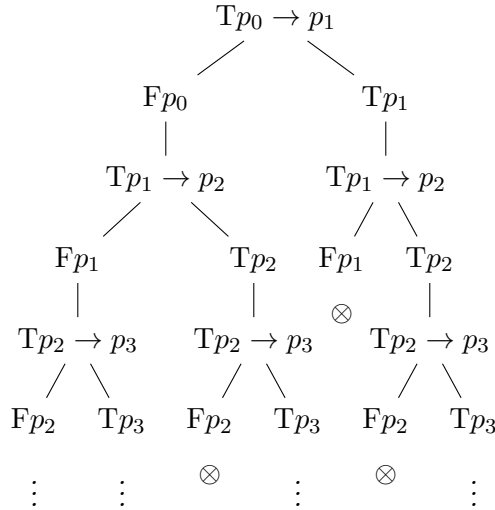 Tp₀ → p₁
Fp₀ Tp₁
Tp₁ → p₂ Tp₁ → p₂
Fp₁ Tp₂ Fp₁ Tp₂
⊗
Tp₂ → p₃ Tp₂ → p₃ Tp₂ → p₃
Fp₂ Tp₃ Fp₂ Tp₃ Fp₂ Tp₃
⋮ ⋮ ⊗ ⋮ ⊗ ⋮